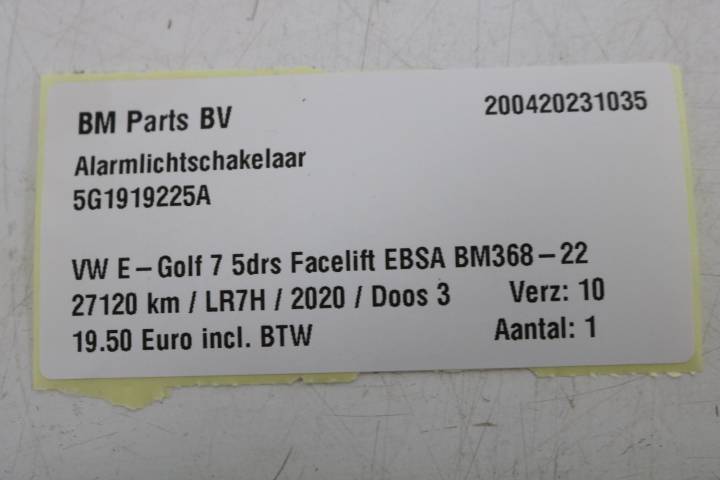 BM Parts BV 200420231035
Alarmlichtschakelaar
5G1919225A
VW E-Golf 7 5drs Facelift EBSA BM368-22
27120 km / LR7H / 2020 / Doos 3 Verz: 10
19.50 Euro incl. BTW Aantal: 1